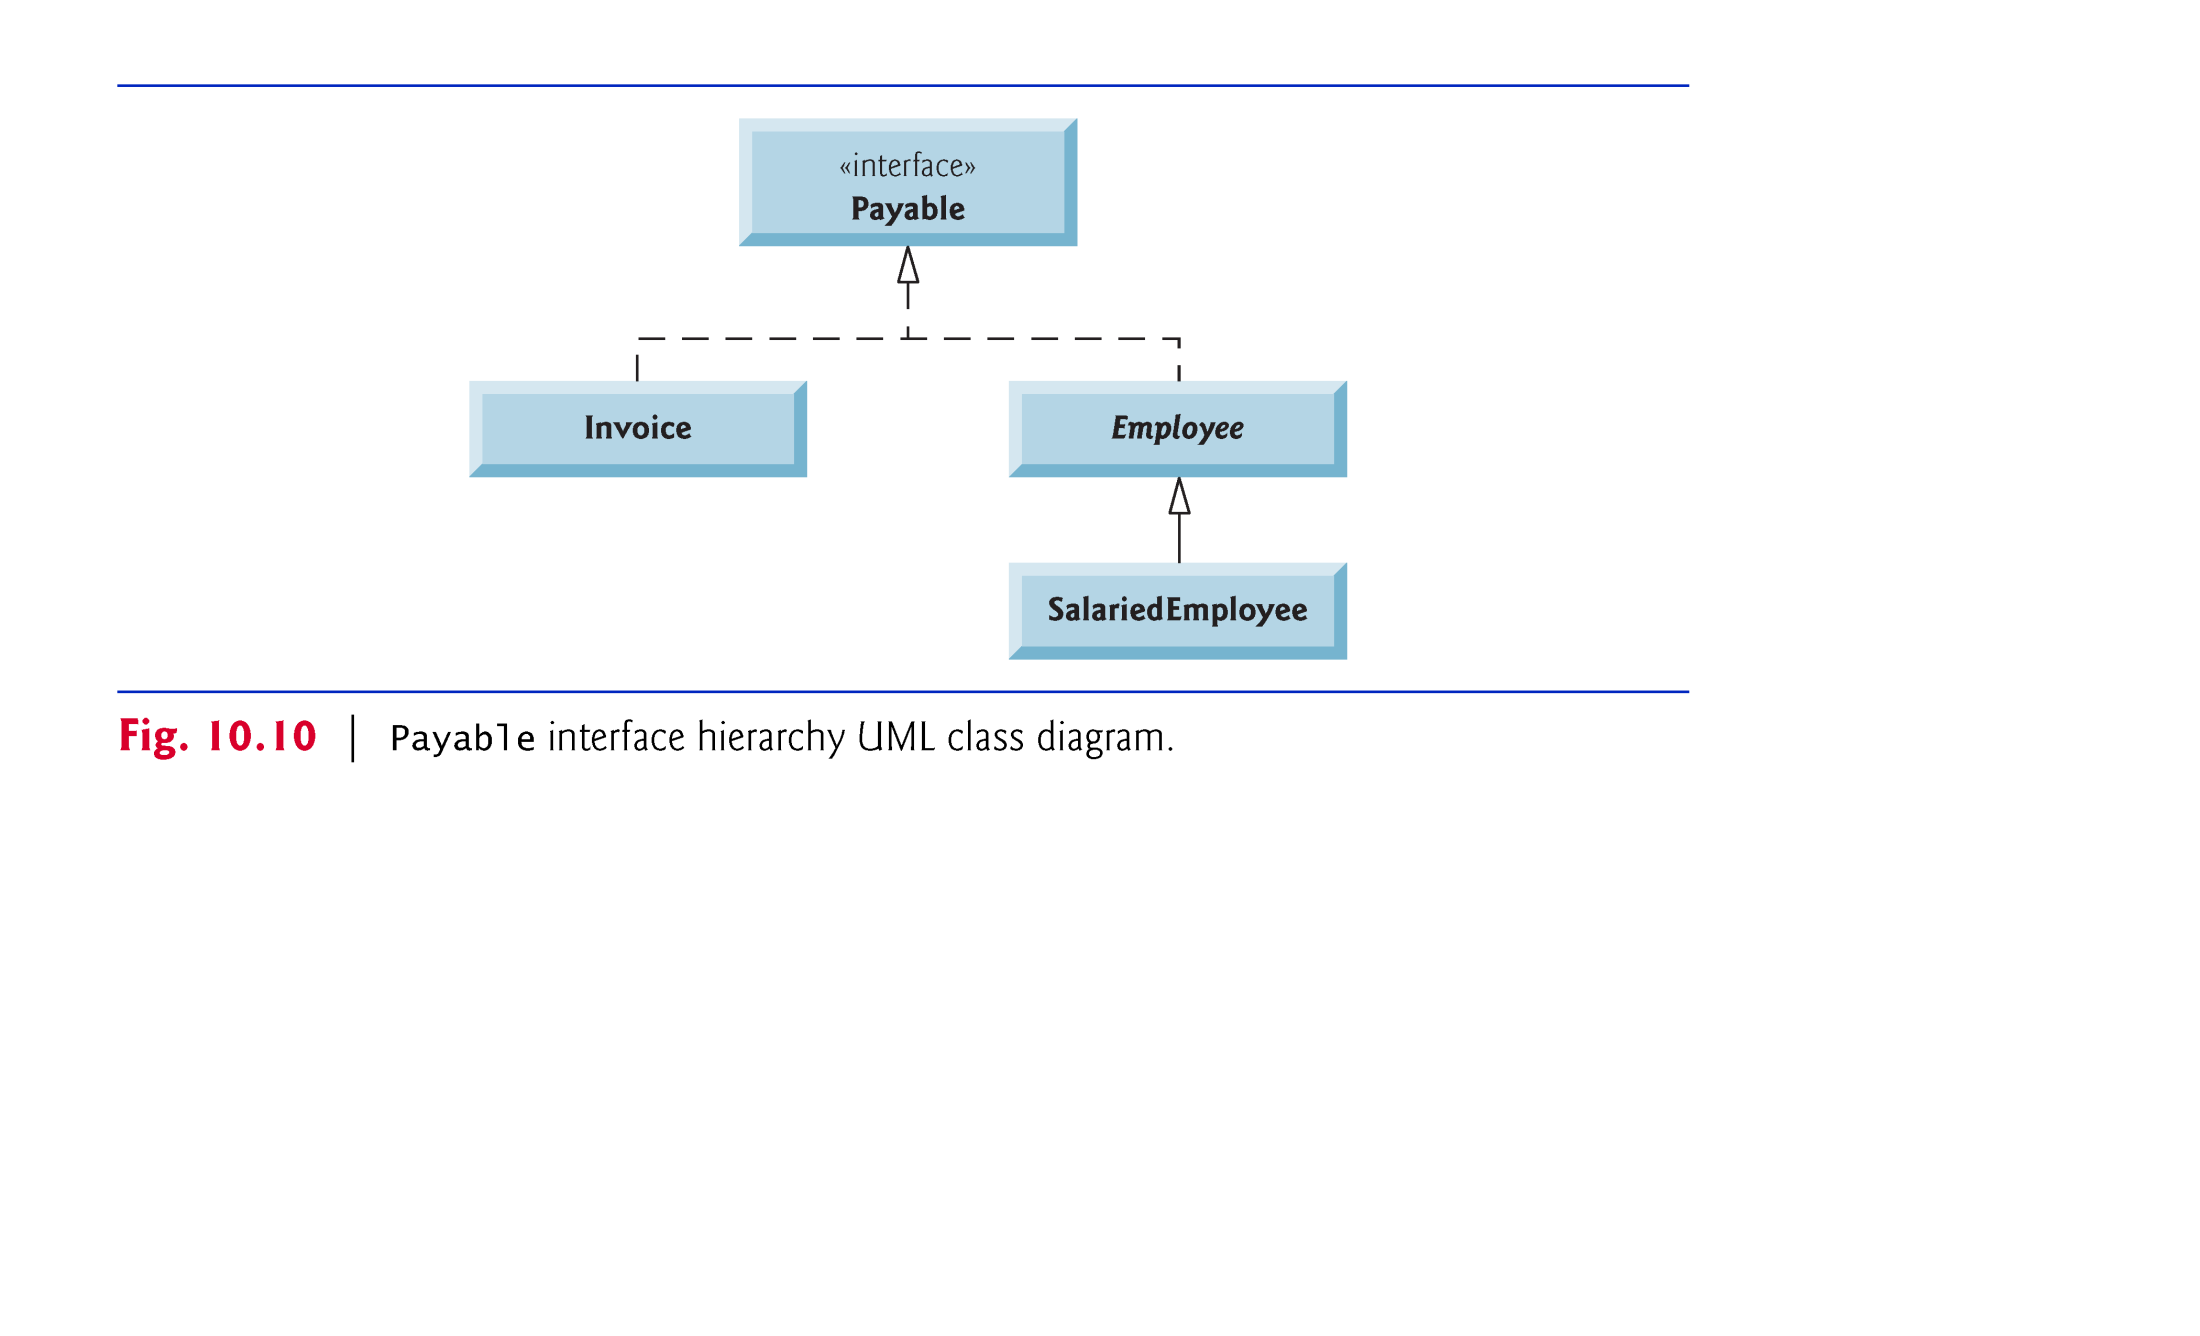 «interface»
Payable
Invoice
Employee
SalariedEmployee
Fig. 10.10 | Payable interface hierarchy UML class diagram.